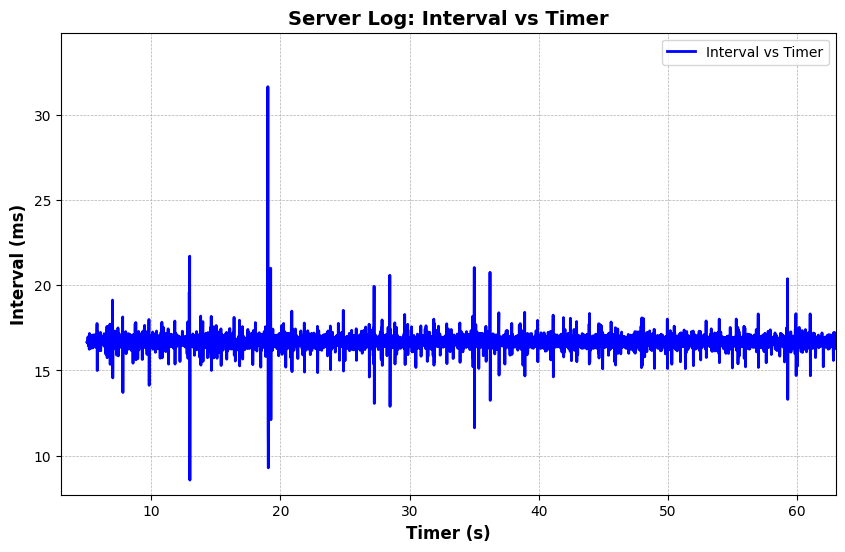 Server Log: Interval vs Timer
Interval vs Timer
Interval (ms)
30
25
20
15
10
10 20 30 40 50 60
Timer (s)